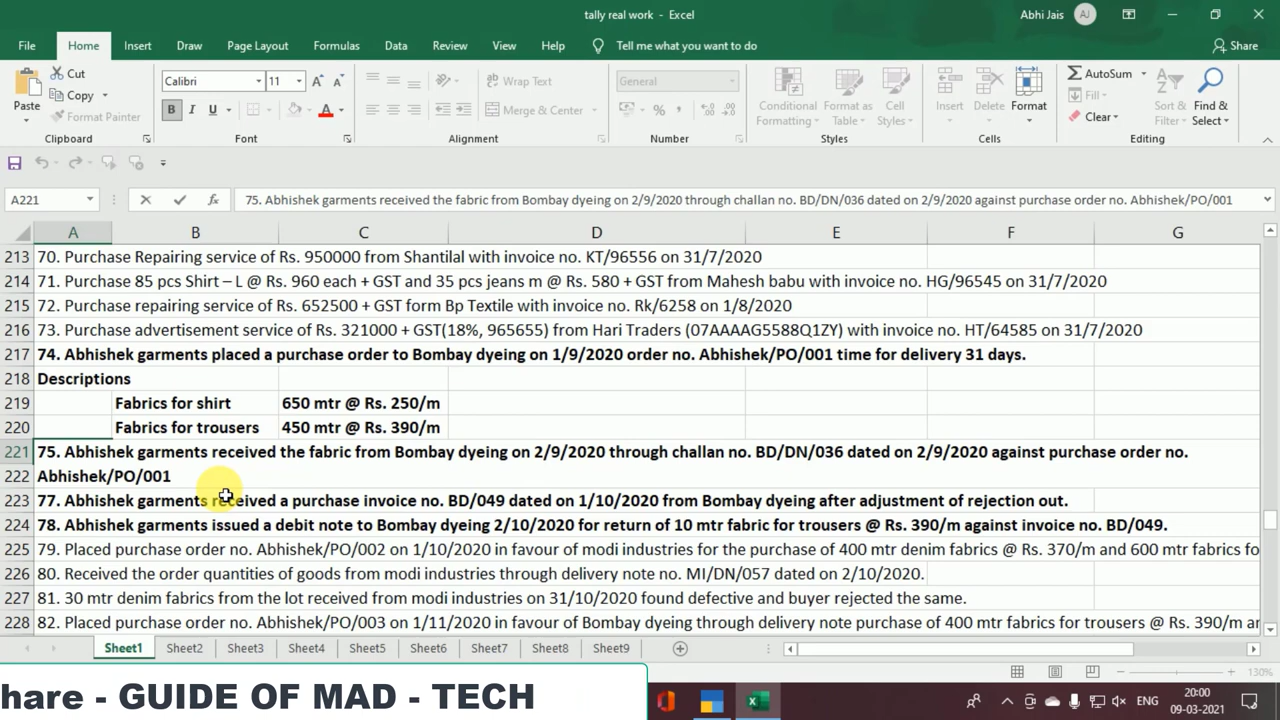 tally real work - Excel
Abhi Jais AJ
File Home Insert Draw Page Layout Formulas Data Review View Help Tell me what you want to do Share
Paste Cut Copy Format Painter Clipboard
Calibri 11 A A B I U A Font
Wrap Text Merge & Center Alignment
General % Number
Conditional Formatting Format as Table Cell Styles Styles
Insert Delete Format Cells
AutoSum Fill Clear Sort & Filter Find & Select Editing
A221 fx 75. Abhishek garments received the fabric from Bombay dyeing on 2/9/2020 through challan no. BD/DN/036 dated on 2/9/2020 against purchase order no. Abhishek/PO/001
A B C D E F G
213 70. Purchase Repairing service of Rs. 950000 from Shantilal with invoice no. KT/96556 on 31/7/2020
214 71. Purchase 85 pcs Shirt – L @ Rs. 960 each + GST and 35 pcs jeans m @ Rs. 580 + GST from Mahesh babu with invoice no. HG/96545 on 31/7/2020
215 72. Purchase repairing service of Rs. 652500 + GST form Bp Textile with invoice no. Rk/6258 on 1/8/2020
216 73. Purchase advertisement service of Rs. 321000 + GST(18%, 965655) from Hari Traders (07AAAAG5588Q1ZY) with invoice no. HT/64585 on 31/7/2020
217 74. Abhishek garments placed a purchase order to Bombay dyeing on 1/9/2020 order no. Abhishek/PO/001 time for delivery 31 days.
218 Descriptions
219 Fabrics for shirt 650 mtr @ Rs. 250/m
220 Fabrics for trousers 450 mtr @ Rs. 390/m
221 75. Abhishek garments received the fabric from Bombay dyeing on 2/9/2020 through challan no. BD/DN/036 dated on 2/9/2020 against purchase order no.
222 Abhishek/PO/001
223 77. Abhishek garments received a purchase invoice no. BD/049 dated on 1/10/2020 from Bombay dyeing after adjustment of rejection out.
224 78. Abhishek garments issued a debit note to Bombay dyeing 2/10/2020 for return of 10 mtr fabric for trousers @ Rs. 390/m against invoice no. BD/049.
225 79. Placed purchase order no. Abhishek/PO/002 on 1/10/2020 in favour of modi industries for the purchase of 400 mtr denim fabrics @ Rs. 370/m and 600 mtr fabrics fo
226 80. Received the order quantities of goods from modi industries through delivery note no. MI/DN/057 dated on 2/10/2020.
227 81. 30 mtr denim fabrics from the lot received from modi industries on 31/10/2020 found defective and buyer rejected the same.
228 82. Placed purchase order no. Abhishek/PO/003 on 1/11/2020 in favour of Bombay dyeing through delivery note purchase of 400 mtr fabrics for trousers @ Rs. 390/m ar
Sheet1 Sheet2 Sheet3 Sheet4 Sheet5 Sheet6 Sheet7 Sheet8 Sheet9
130%
hare - GUIDE OF MAD - TECH
ENG 20:00
09-03-2021